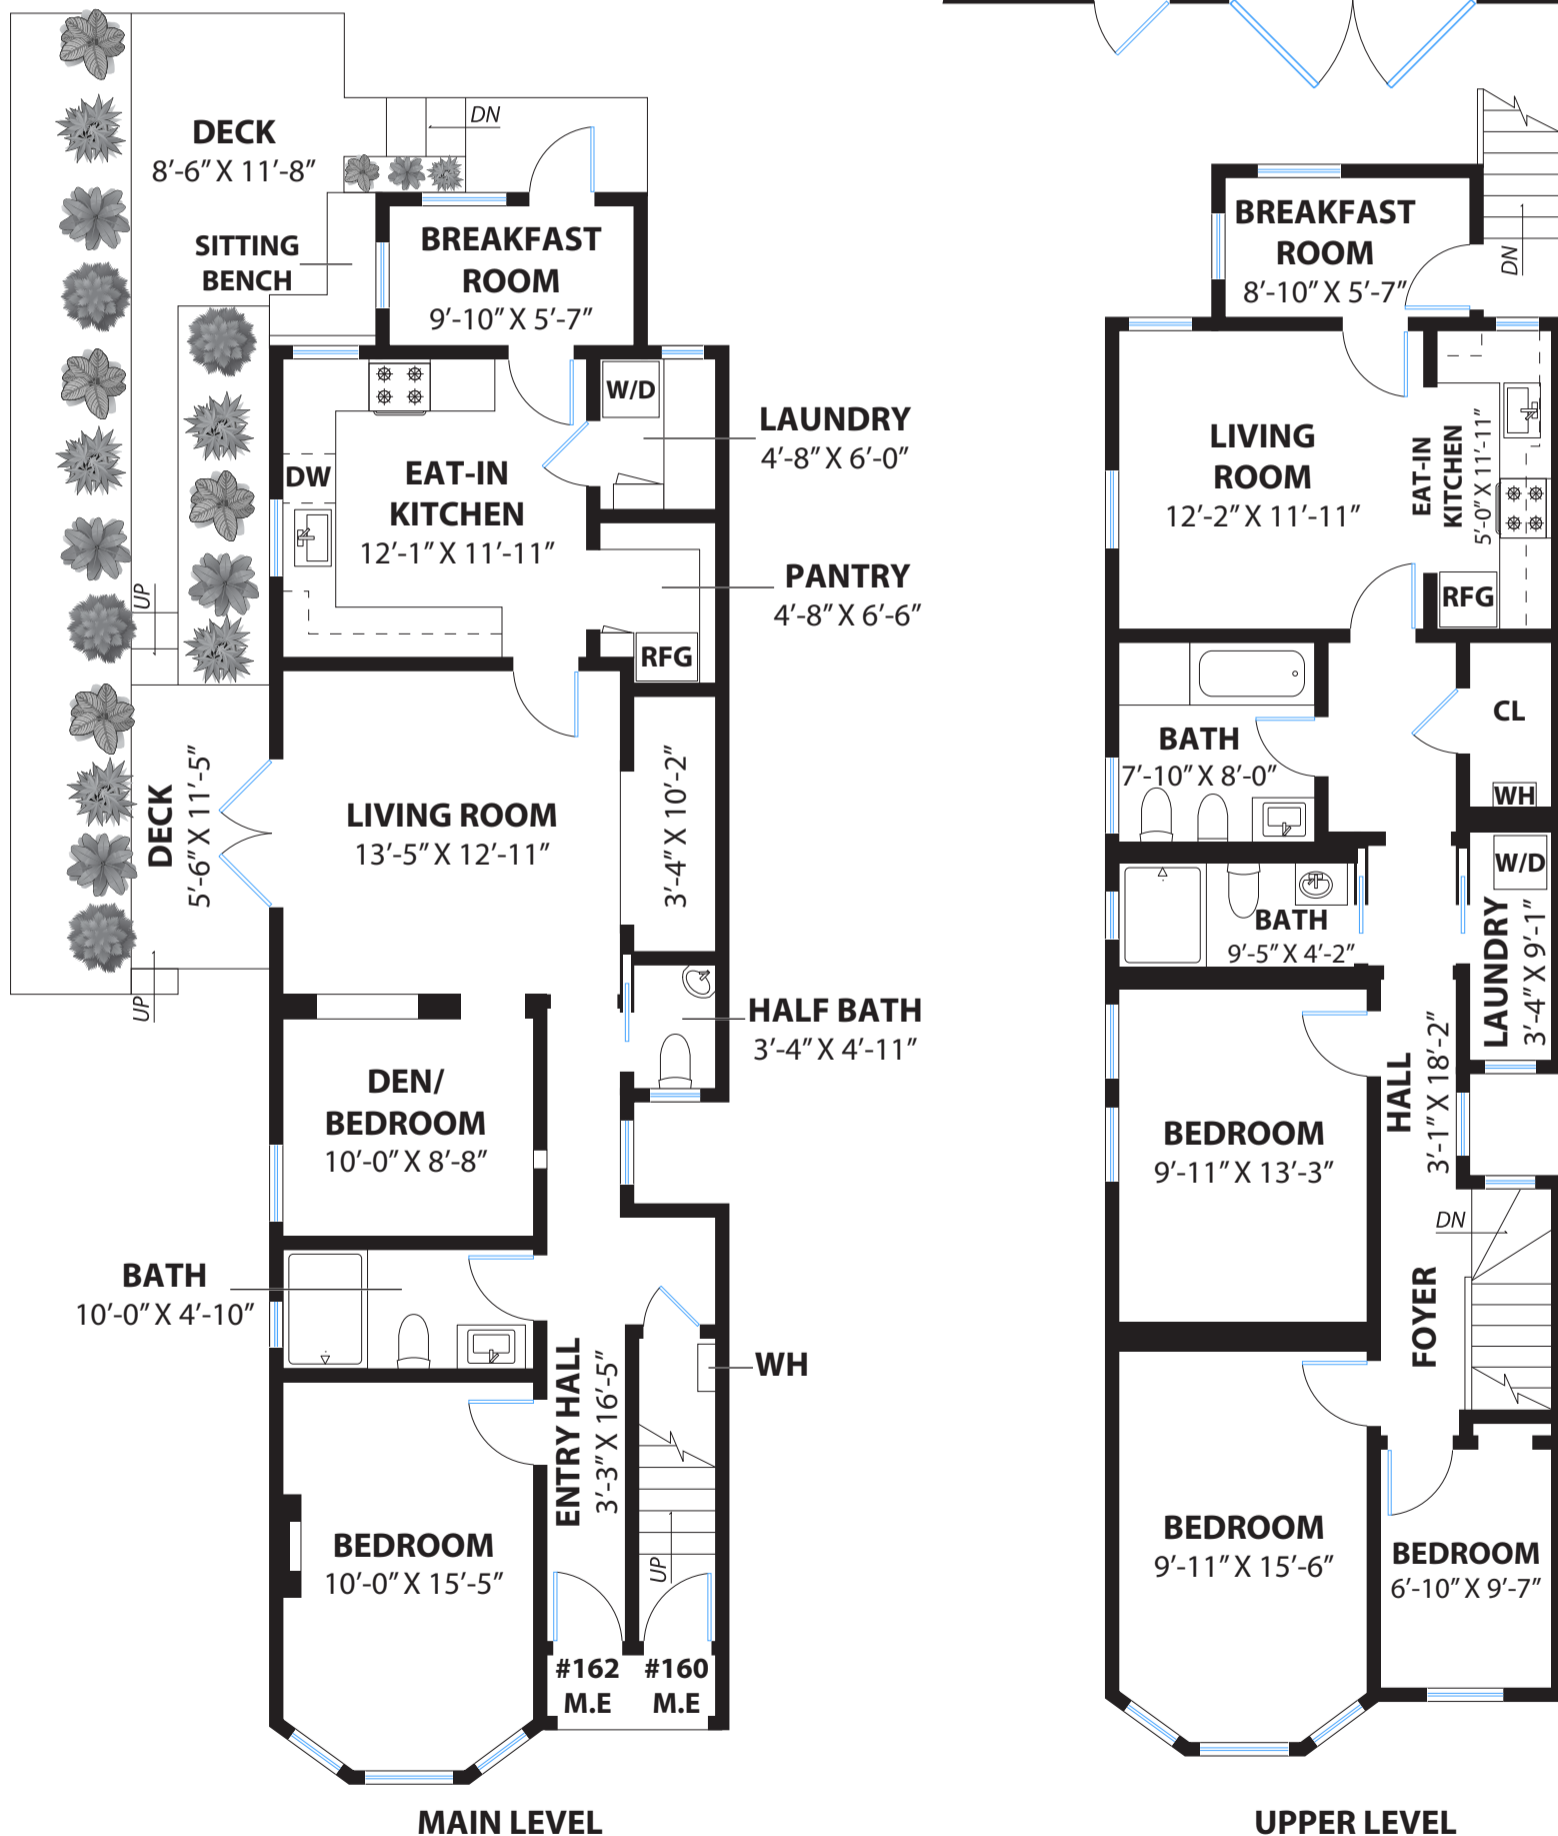 DECK
8′-6″ X 11′-8″
DN
SITTING
BENCH
BREAKFAST
ROOM
9′-10″ X 5′-7″
W/D
LAUNDRY
4′-8″ X 6′-0″
DW
EAT-IN
KITCHEN
12′-1″ X 11′-11″
PANTRY
4′-8″ X 6′-6″
UP
RFG
DECK
5′-6″ X 11′-5″
LIVING ROOM
13′-5″ X 12′-11″
3′-4″ X 10′-2″
UP
HALF BATH
3′-4″ X 4′-11″
DEN/
BEDROOM
10′-0″ X 8′-8″
BATH
10′-0″ X 4′-10″
ENTRY HALL
3′-3″ X 16′-5″
WH
BEDROOM
10′-0″ X 15′-5″
UP
#162
M.E
#160
M.E
MAIN LEVEL
BREAKFAST
ROOM
8′-10″ X 5′-7″
DN
LIVING
ROOM
12′-2″ X 11′-11″
EAT-IN
KITCHEN
5′-0″ X 11′-11″
RFG
BATH
7′-10″ X 8′-0″
CL
WH
W/D
BATH
9′-5″ X 4′-2″
LAUNDRY
3′-4″ X 9′-1″
HALL
3′-1″ X 18′-2″
BEDROOM
9′-11″ X 13′-3″
DN
FOYER
BEDROOM
9′-11″ X 15′-6″
BEDROOM
6′-10″ X 9′-7″
UPPER LEVEL